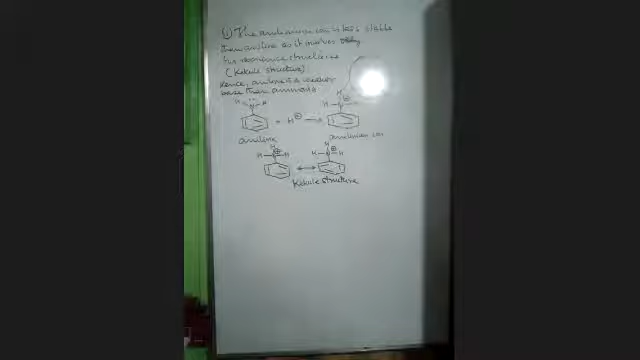 The anilinium ion is less stable
than aniline as it involves only
two resonance structures
(Kekule structure)
Hence, aniline is a weaker
base than ammonia
H N H + H⊕ → H H N⊕ H
aniline anilinium ion
H H N⊕ H ↔ H H N⊕ H
Kekule structure